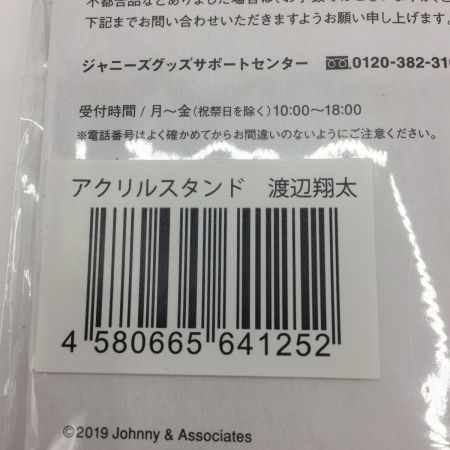 下記までお問い合わせいただきますようお願い申し上げます。
ジャニーズグッズサポートセンター 0120-382-310
受付時間 / 月〜金(祝祭日を除く)10:00〜18:00
※電話番号はよく確かめてからお間違いのないようにご注意ください。
アクリルスタンド 渡辺翔太
4 580665 641252
©2019 Johnny & Associates